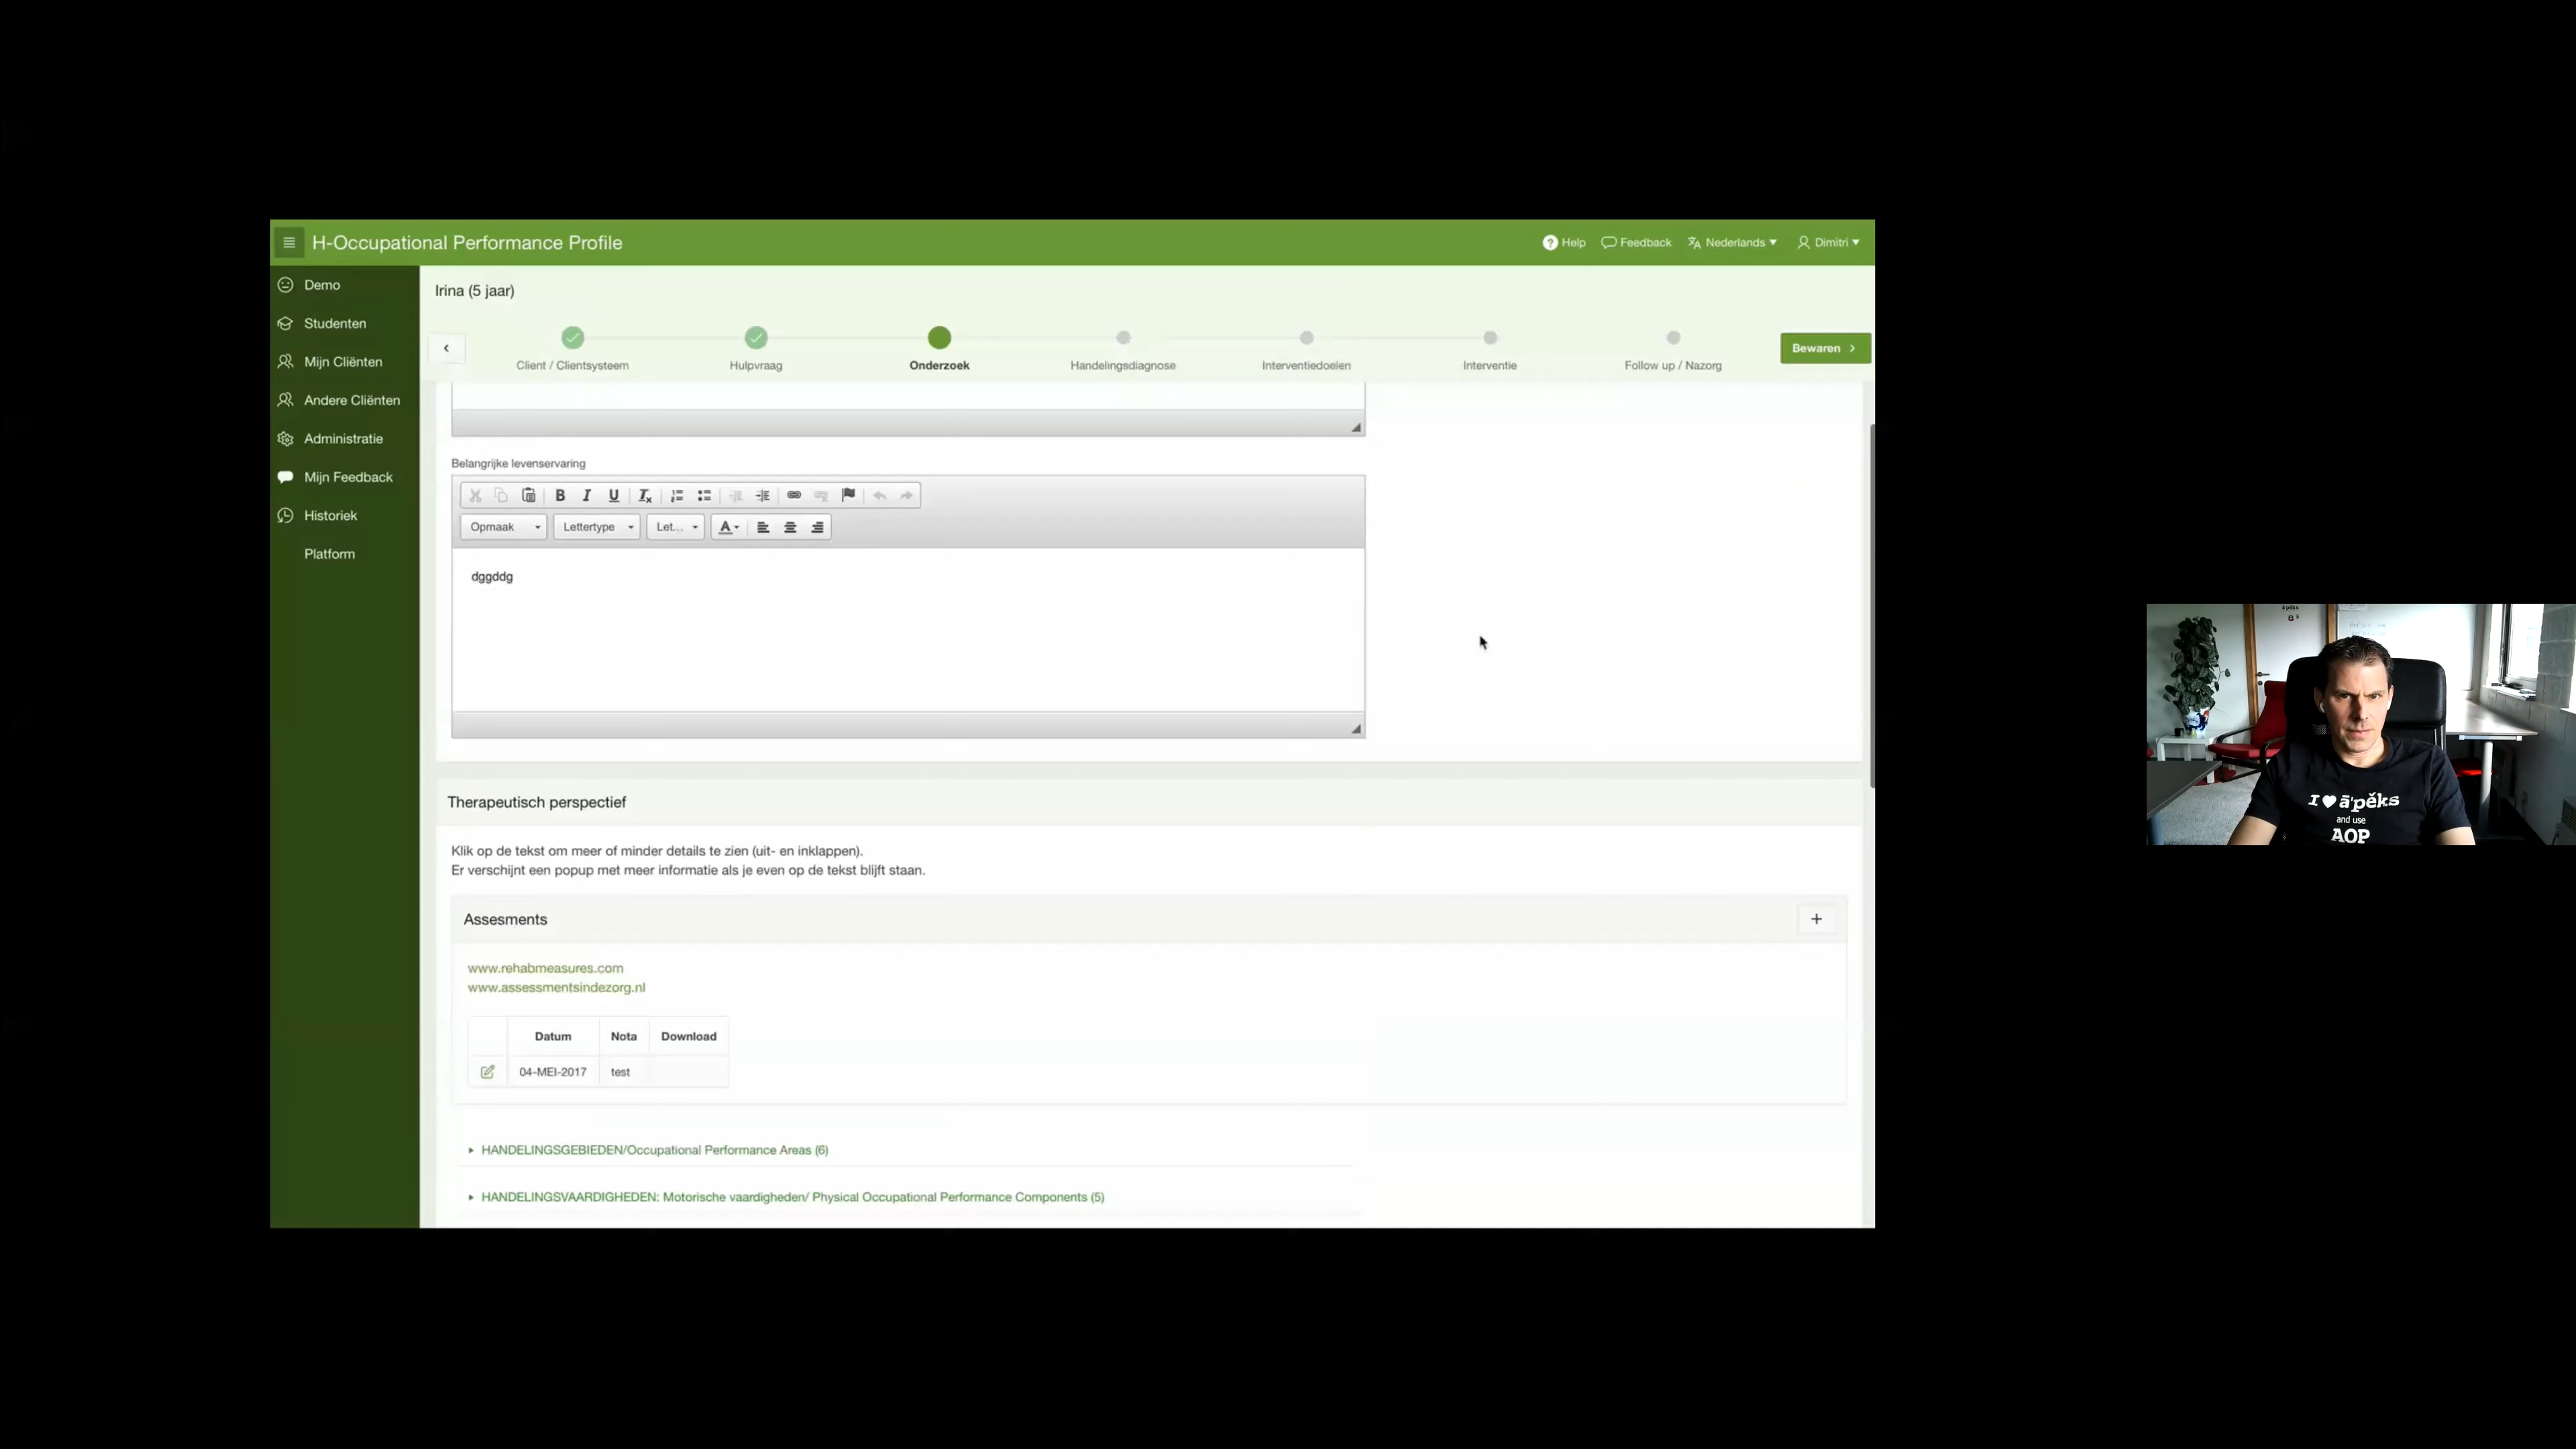 H-Occupational Performance Profile
Help Feedback Nederlands Dimitri
Demo
Studenten
Mijn Cliënten
Andere Cliënten
Administratie
Mijn Feedback
Historiek
Platform
Irina (5 jaar)
Client / Clientsysteem Hulpvraag Onderzoek Handelingsdiagnose Interventiedoelen Interventie Follow up / Nazorg
Bewaren
Belangrijke levenservaring
B I U Tx
Opmaak Lettertype Let... A
dggddg
Therapeutisch perspectief
Klik op de tekst om meer of minder details te zien (uit- en inklappen).
Er verschijnt een popup met meer informatie als je even op de tekst blijft staan.
Assesments +
www.rehabmeasures.com
www.assessmentsindezorg.nl
Datum Nota Download
04-MEI-2017 test
HANDELINGSGEBIEDEN/Occupational Performance Areas (6)
HANDELINGSVAARDIGHEDEN: Motorische vaardigheden/ Physical Occupational Performance Components (5)
I ♥ ā'pěks
and use
AOP